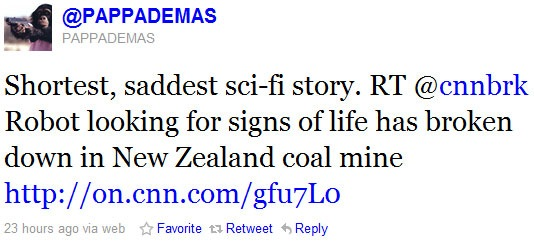 @PAPPADEMAS
PAPPADEMAS
Shortest, saddest sci-fi story. RT @cnnbrk
Robot looking for signs of life has broken
down in New Zealand coal mine
http://on.cnn.com/gfu7L0
23 hours ago via web Favorite Retweet Reply